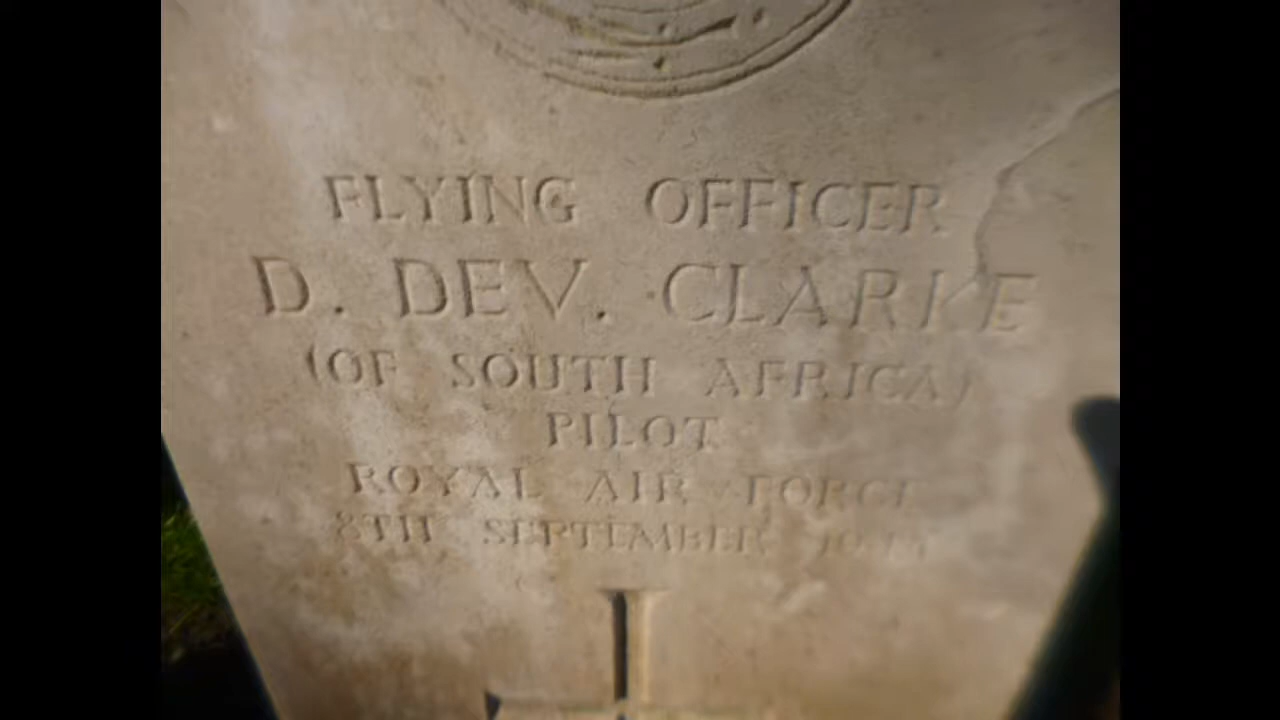 FLYING OFFICER
D. DEV. CLARKE
(OF SOUTH AFRICA)
PILOT
ROYAL AIR FORCE
8TH SEPTEMBER